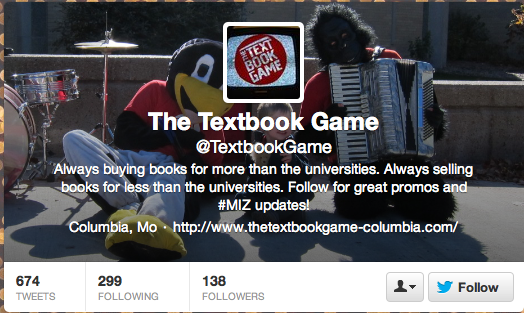 THE
TEXT
BOOK
GAME
The Textbook Game
@TextbookGame
Always buying books for more than the universities. Always selling
books for less than the universities. Follow for great promos and
#MIZ updates!
Columbia, Mo · http://www.thetextbookgame-columbia.com/
674 299 138
TWEETS FOLLOWING FOLLOWERS
Follow